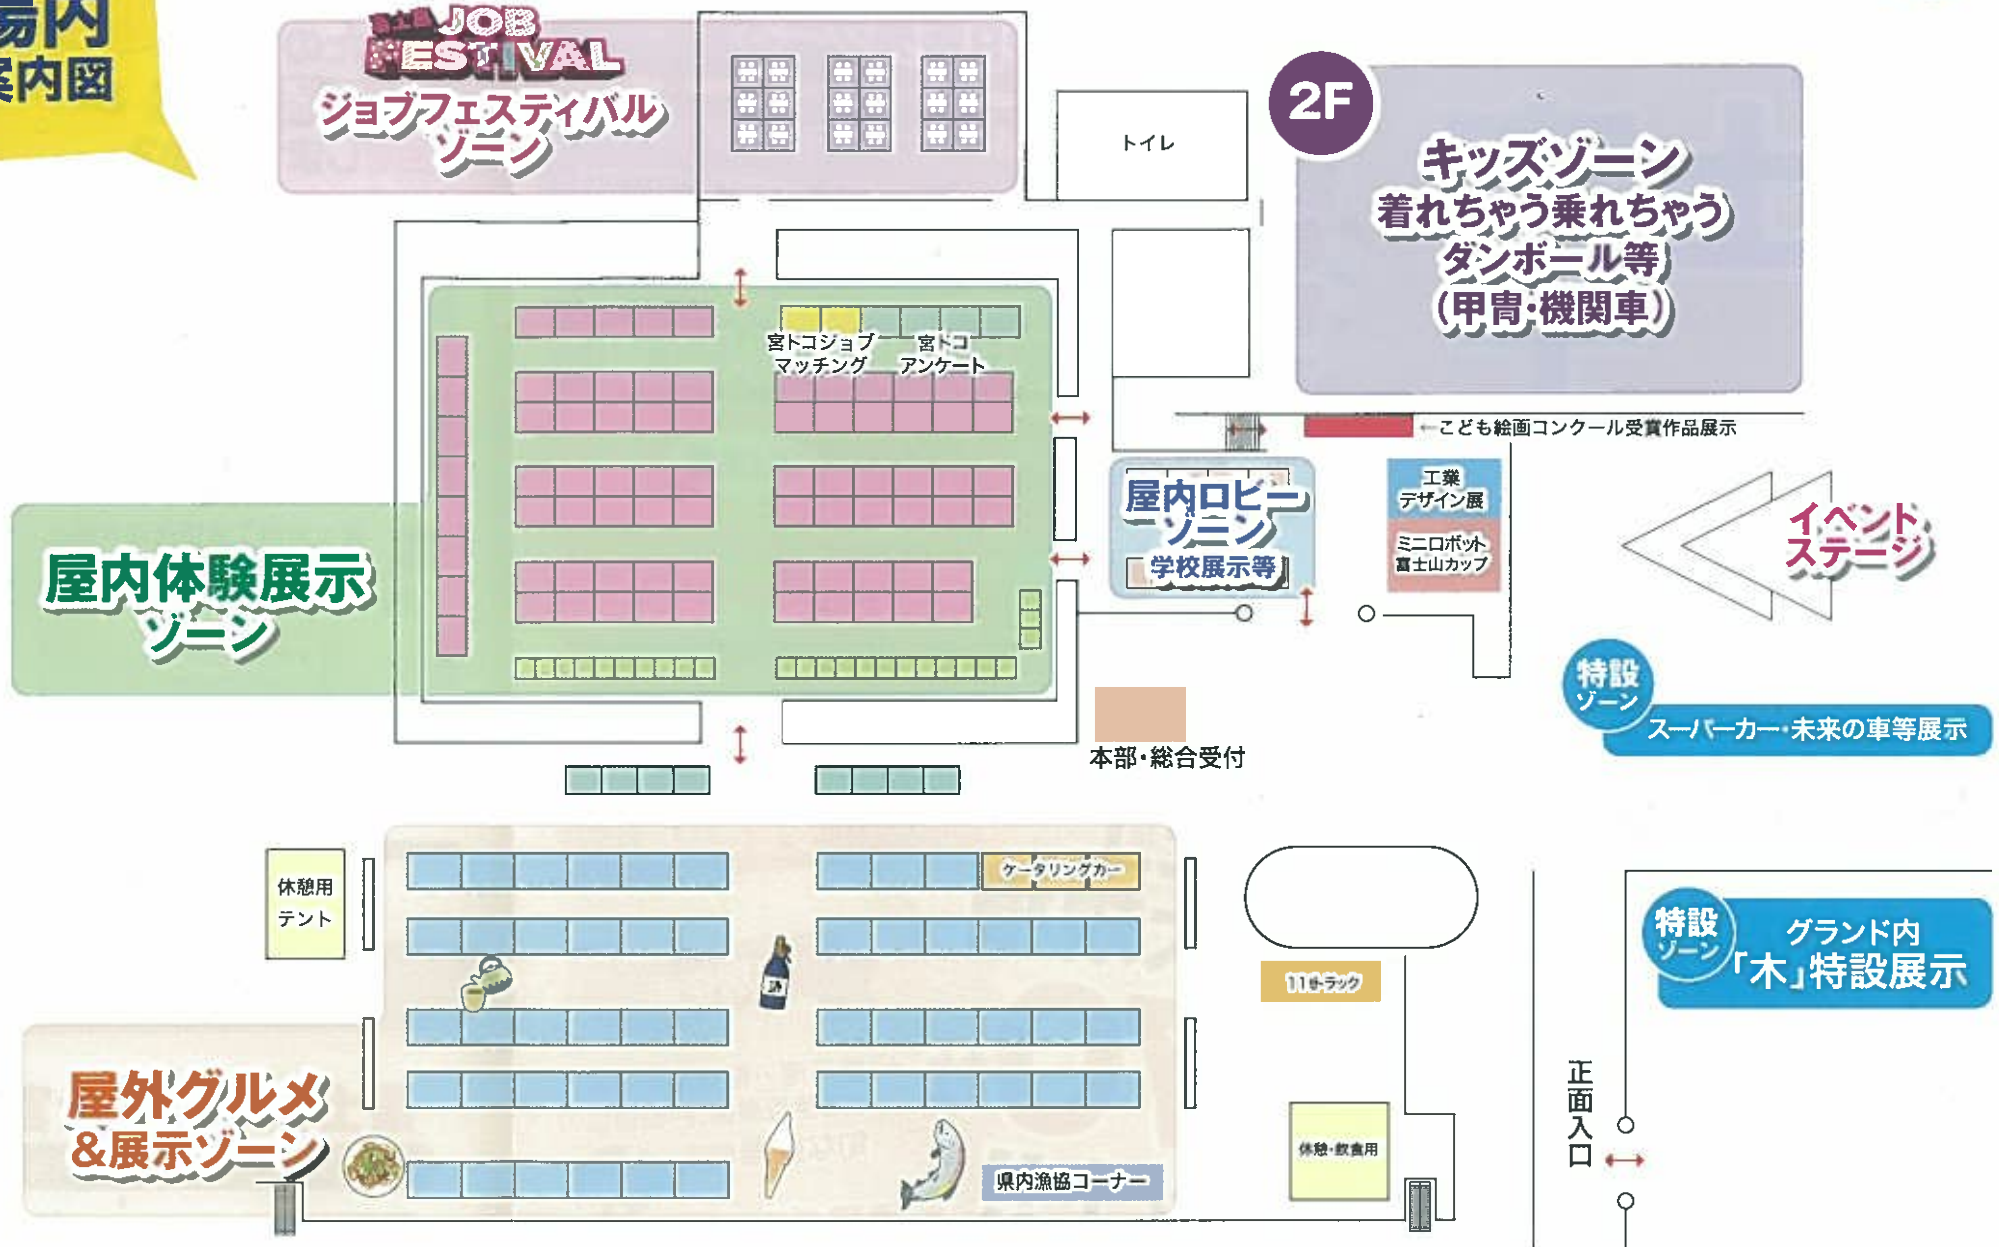 場内
案内図
富士宮 JOB
FESTIVAL
ジョブフェスティバル
ゾーン
トイレ
2F
キッズゾーン
着れちゃう乗れちゃう
ダンボール等
(甲冑・機関車)
宮トコジョブ
マッチング
宮トコ
アンケート
←こども絵画コンクール受賞作品展示
屋内ロビー
ゾーン
学校展示等
工業
デザイン展
ミニロボット
富士山カップ
イベント
ステージ
屋内体験展示
ゾーン
特設
ゾーン
スーパーカー・未来の車等展示
本部・総合受付
休憩用
テント
ケータリングカー
酒
11tトラック
特設
ゾーン
グランド内
「木」特設展示
正面入口
屋外グルメ
&展示ゾーン
県内漁協コーナー
休憩・飲食用